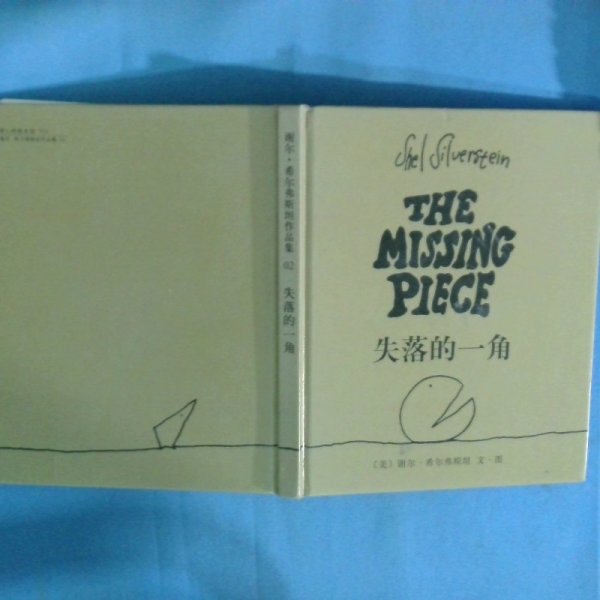 谢尔·希尔弗斯坦作品集 02 失落的一角
Shel Silverstein
THE
MISSING
PIECE
失落的一角
〔美〕谢尔·希尔弗斯坦 文·图